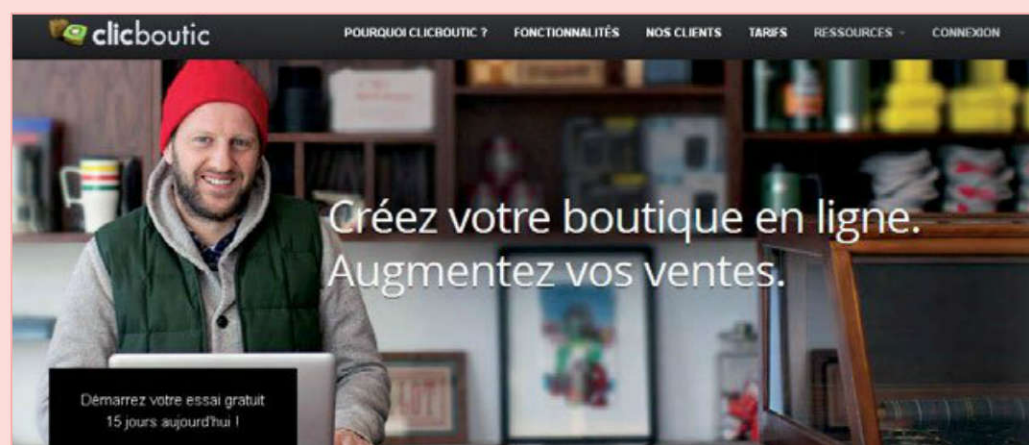 clicboutic
POURQUOI CLICBOUTIC ? FONCTIONNALITÉS NOS CLIENTS TARIFS RESSOURCES CONNEXION
Créez votre boutique en ligne.
Augmentez vos ventes.
Démarrez votre essai gratuit
15 jours aujourd'hui !